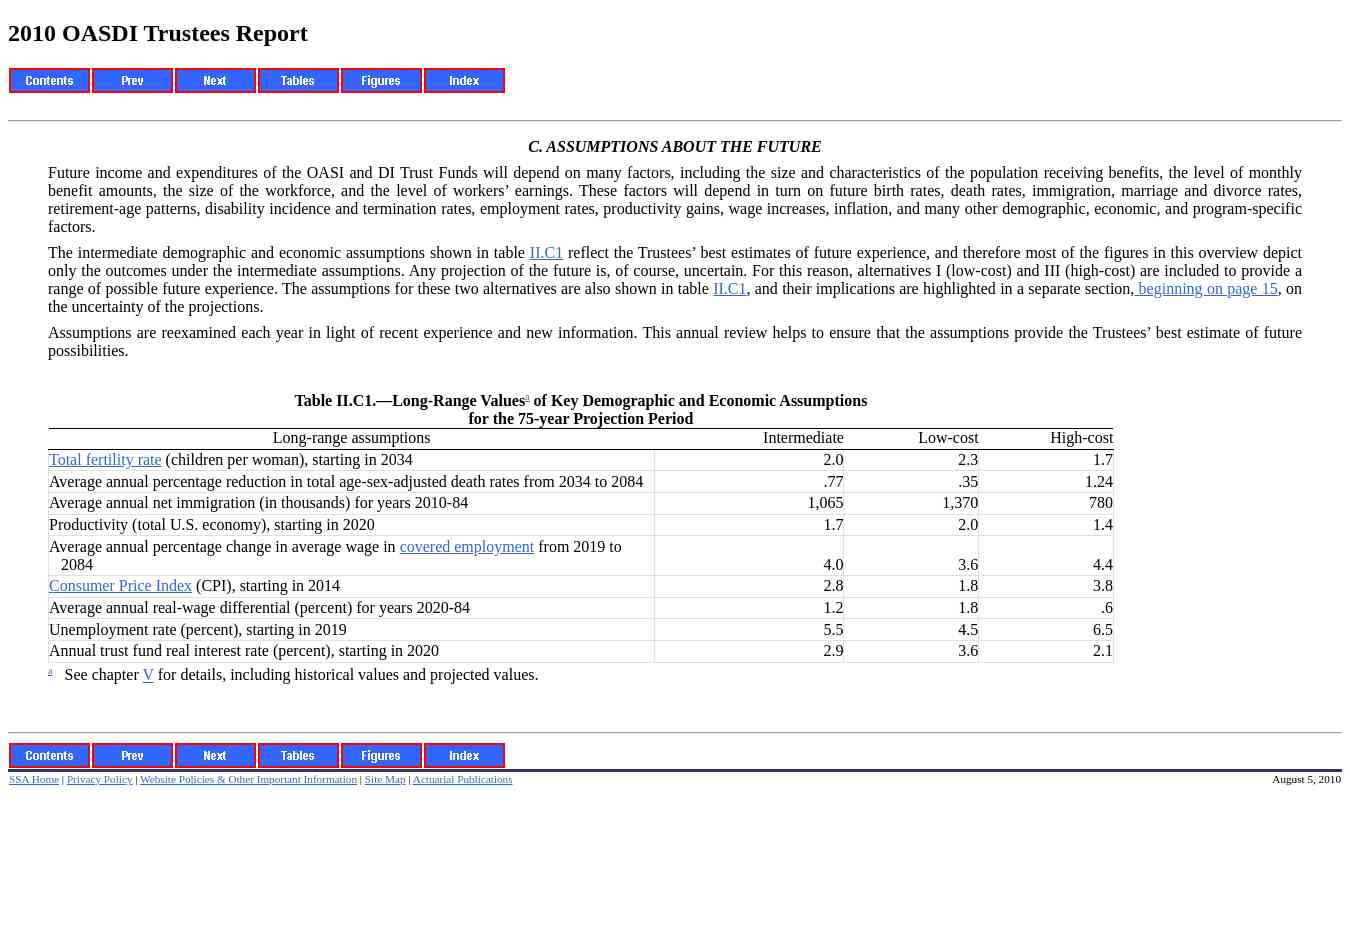 2010 OASDI Trustees Report
Contents Prev Next Tables Figures Index
C. ASSUMPTIONS ABOUT THE FUTURE
Future income and expenditures of the OASI and DI Trust Funds will depend on many factors, including the size and characteristics of the population receiving benefits, the level of monthly
benefit amounts, the size of the workforce, and the level of workers’ earnings. These factors will depend in turn on future birth rates, death rates, immigration, marriage and divorce rates,
retirement-age patterns, disability incidence and termination rates, employment rates, productivity gains, wage increases, inflation, and many other demographic, economic, and program-specific
factors.
The intermediate demographic and economic assumptions shown in table II.C1 reflect the Trustees’ best estimates of future experience, and therefore most of the figures in this overview depict
only the outcomes under the intermediate assumptions. Any projection of the future is, of course, uncertain. For this reason, alternatives I (low-cost) and III (high-cost) are included to provide a
range of possible future experience. The assumptions for these two alternatives are also shown in table II.C1, and their implications are highlighted in a separate section, beginning on page 15, on
the uncertainty of the projections.
Assumptions are reexamined each year in light of recent experience and new information. This annual review helps to ensure that the assumptions provide the Trustees’ best estimate of future
possibilities.
Table II.C1.—Long-Range Valuesa of Key Demographic and Economic Assumptions
for the 75-year Projection Period
Long-range assumptions Intermediate Low-cost High-cost
Total fertility rate (children per woman), starting in 2034 2.0 2.3 1.7
Average annual percentage reduction in total age-sex-adjusted death rates from 2034 to 2084 .77 .35 1.24
Average annual net immigration (in thousands) for years 2010-84 1,065 1,370 780
Productivity (total U.S. economy), starting in 2020 1.7 2.0 1.4
Average annual percentage change in average wage in covered employment from 2019 to
2084 4.0 3.6 4.4
Consumer Price Index (CPI), starting in 2014 2.8 1.8 3.8
Average annual real-wage differential (percent) for years 2020-84 1.2 1.8 .6
Unemployment rate (percent), starting in 2019 5.5 4.5 6.5
Annual trust fund real interest rate (percent), starting in 2020 2.9 3.6 2.1
a See chapter V for details, including historical values and projected values.
Contents Prev Next Tables Figures Index
SSA Home | Privacy Policy | Website Policies & Other Important Information | Site Map | Actuarial Publications August 5, 2010